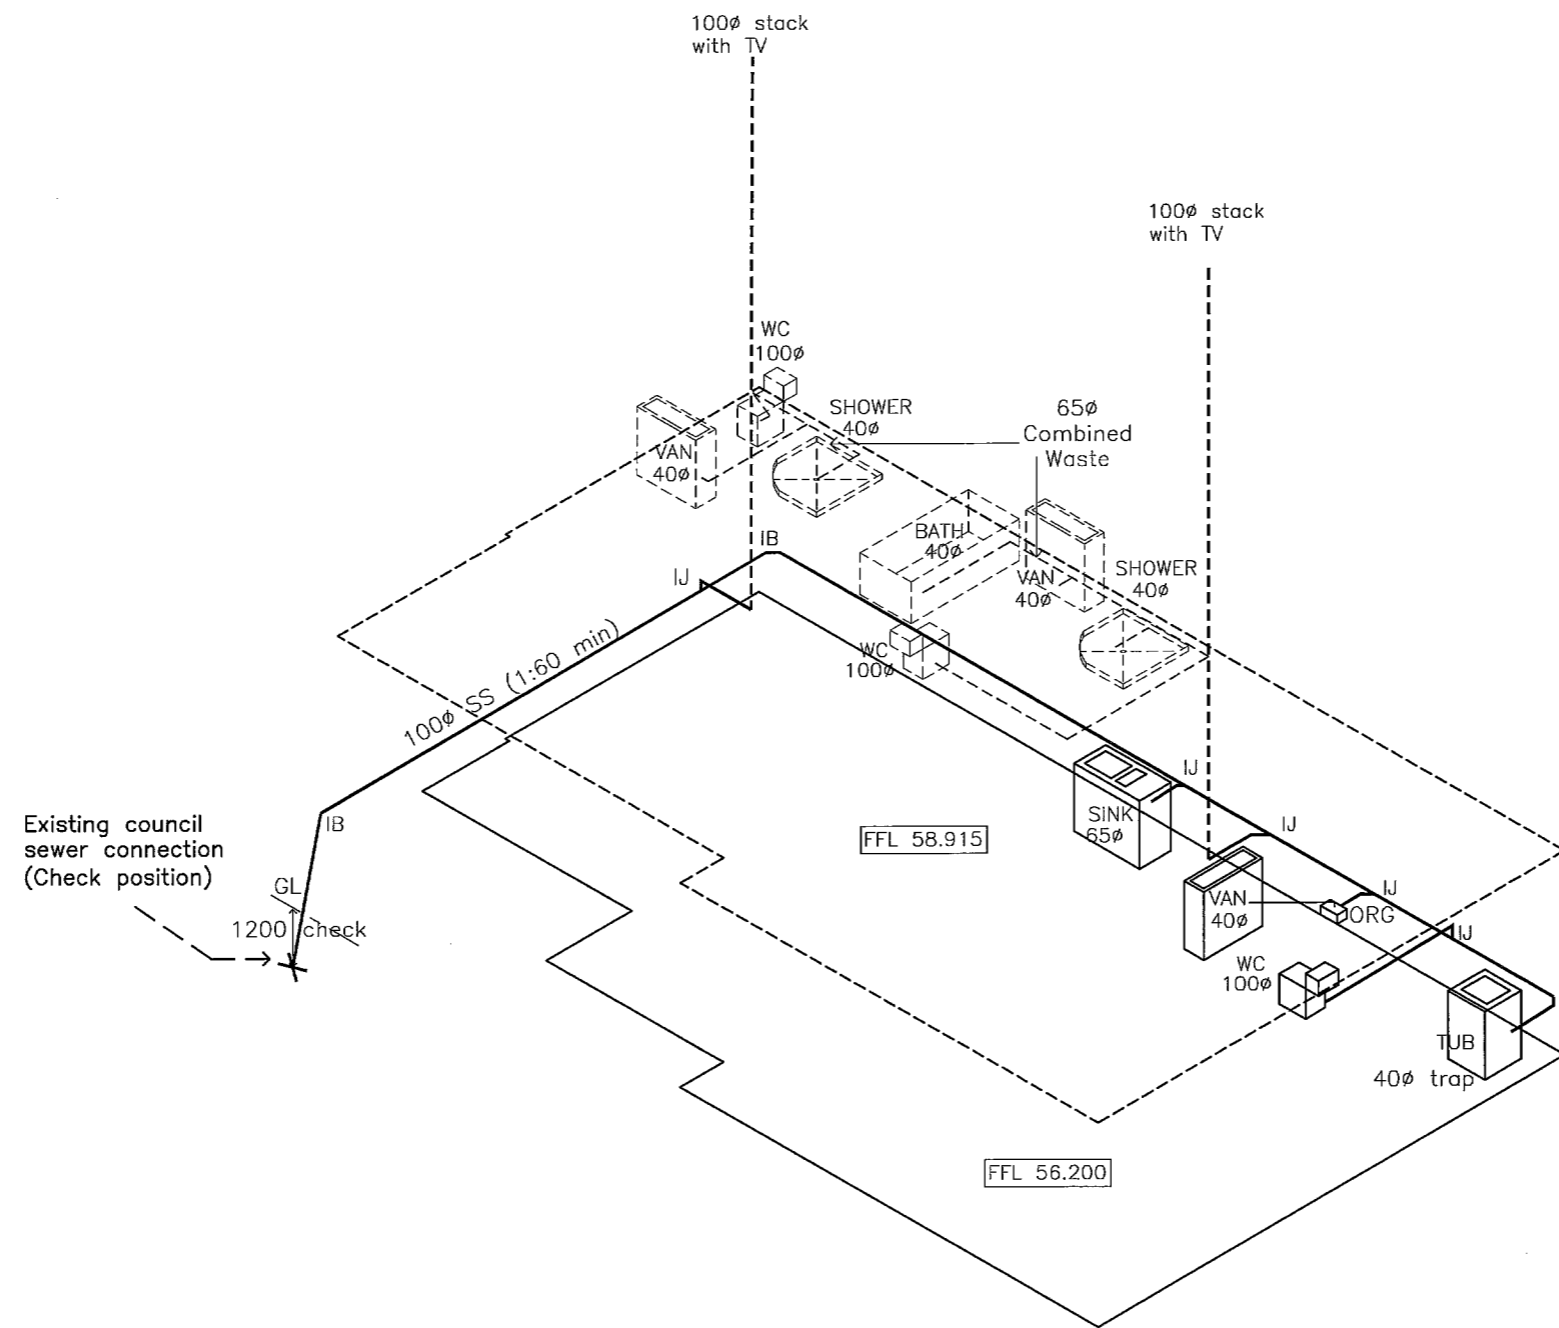 100ø stack
with TV
100ø stack
with TV
WC
100ø
SHOWER
40ø
65ø
Combined
Waste
VAN
40ø
BATH
40ø
VAN
40ø
SHOWER
40ø
IB
IJ
WC
100ø
100ø SS (1:60 min)
IJ
SINK
65ø
IJ
FFL 58.915
Existing council
sewer connection
(Check position)
IB
GL
1200 check
VAN
40ø
IJ
ORG
IJ
WC
100ø
TUB
40ø trap
FFL 56.200